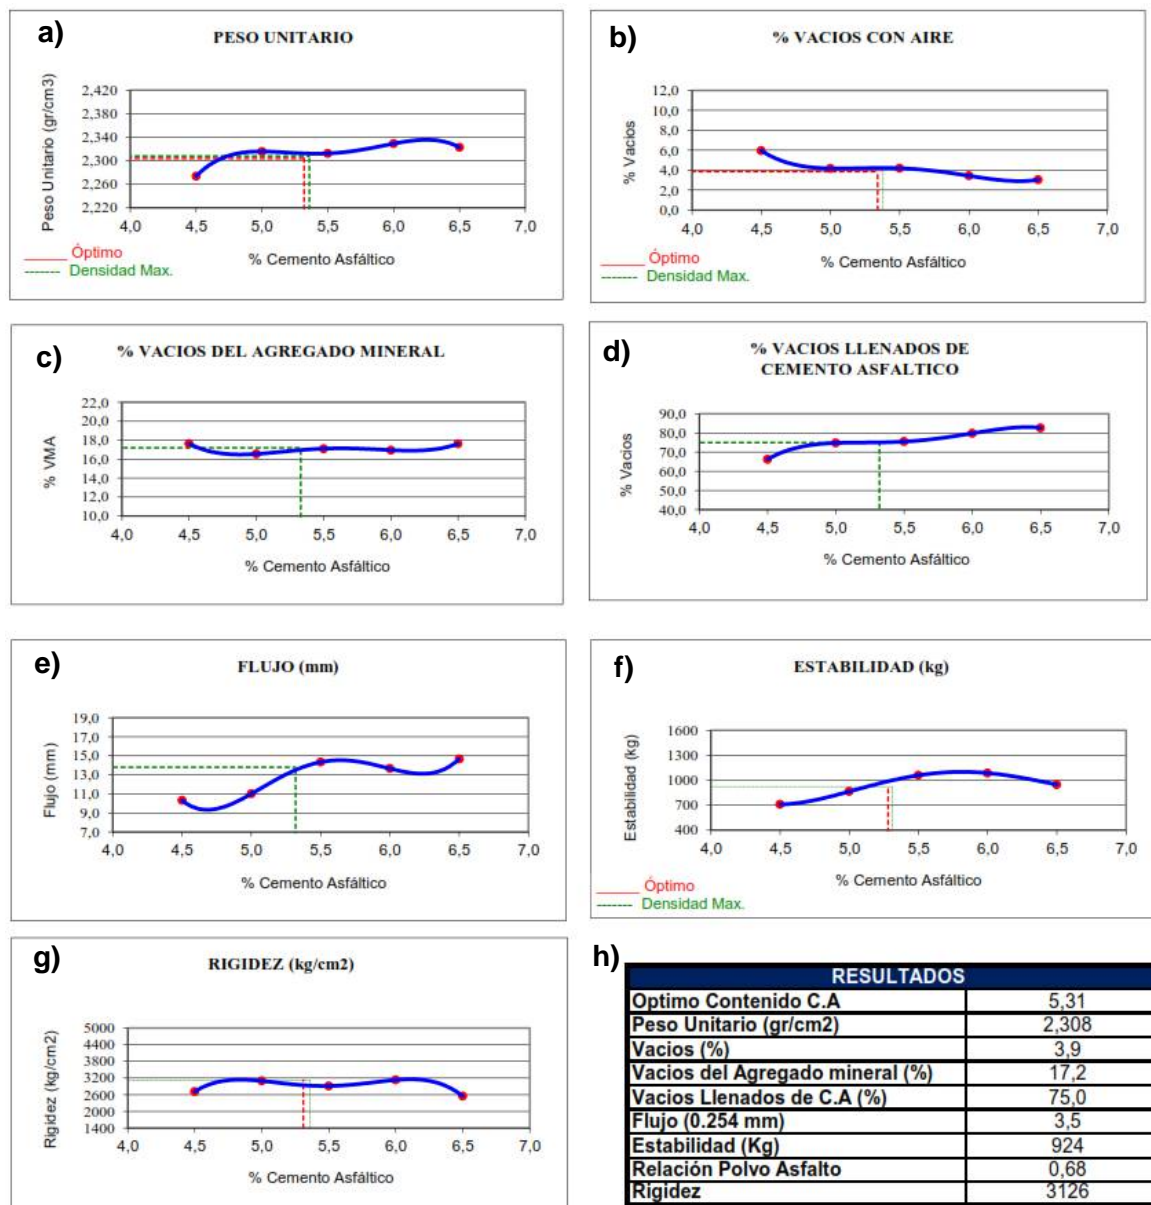 a)
PESO UNITARIO
Peso Unitario (gr/cm3)
2,420
2,380
2,340
2,300
2,260
2,220
4,0 4,5 5,0 5,5 6,0 6,5 7,0
Óptimo
Densidad Max.
% Cemento Asfáltico
b)
% VACIOS CON AIRE
% Vacios
12,0
10,0
8,0
6,0
4,0
2,0
0,0
4,0 4,5 5,0 5,5 6,0 6,5 7,0
Óptimo
Densidad Max.
% Cemento Asfáltico
c)
% VACIOS DEL AGREGADO MINERAL
% VMA
22,0
20,0
18,0
16,0
14,0
12,0
10,0
4,0 4,5 5,0 5,5 6,0 6,5 7,0
% Cemento Asfáltico
d)
% VACIOS LLENADOS DE
CEMENTO ASFALTICO
% Vacios
90,0
80,0
70,0
60,0
50,0
40,0
4,0 4,5 5,0 5,5 6,0 6,5 7,0
% Cemento Asfáltico
e)
FLUJO (mm)
Flujo (mm)
19,0
17,0
15,0
13,0
11,0
9,0
7,0
4,0 4,5 5,0 5,5 6,0 6,5 7,0
% Cemento Asfáltico
f)
ESTABILIDAD (kg)
Estabilidad (kg)
1600
1300
1000
700
400
4,0 4,5 5,0 5,5 6,0 6,5 7,0
Óptimo
Densidad Max.
% Cemento Asfáltico
g)
RIGIDEZ (kg/cm2)
Rigidez (kg/cm2)
5000
4400
3800
3200
2600
2000
1400
4,0 4,5 5,0 5,5 6,0 6,5 7,0
% Cemento Asfáltico
h)
RESULTADOS
Optimo Contenido C.A 5,31
Peso Unitario (gr/cm2) 2,308
Vacios (%) 3,9
Vacios del Agregado mineral (%) 17,2
Vacios Llenados de C.A (%) 75,0
Flujo (0.254 mm) 3,5
Estabilidad (Kg) 924
Relación Polvo Asfalto 0,68
Rigidez 3126